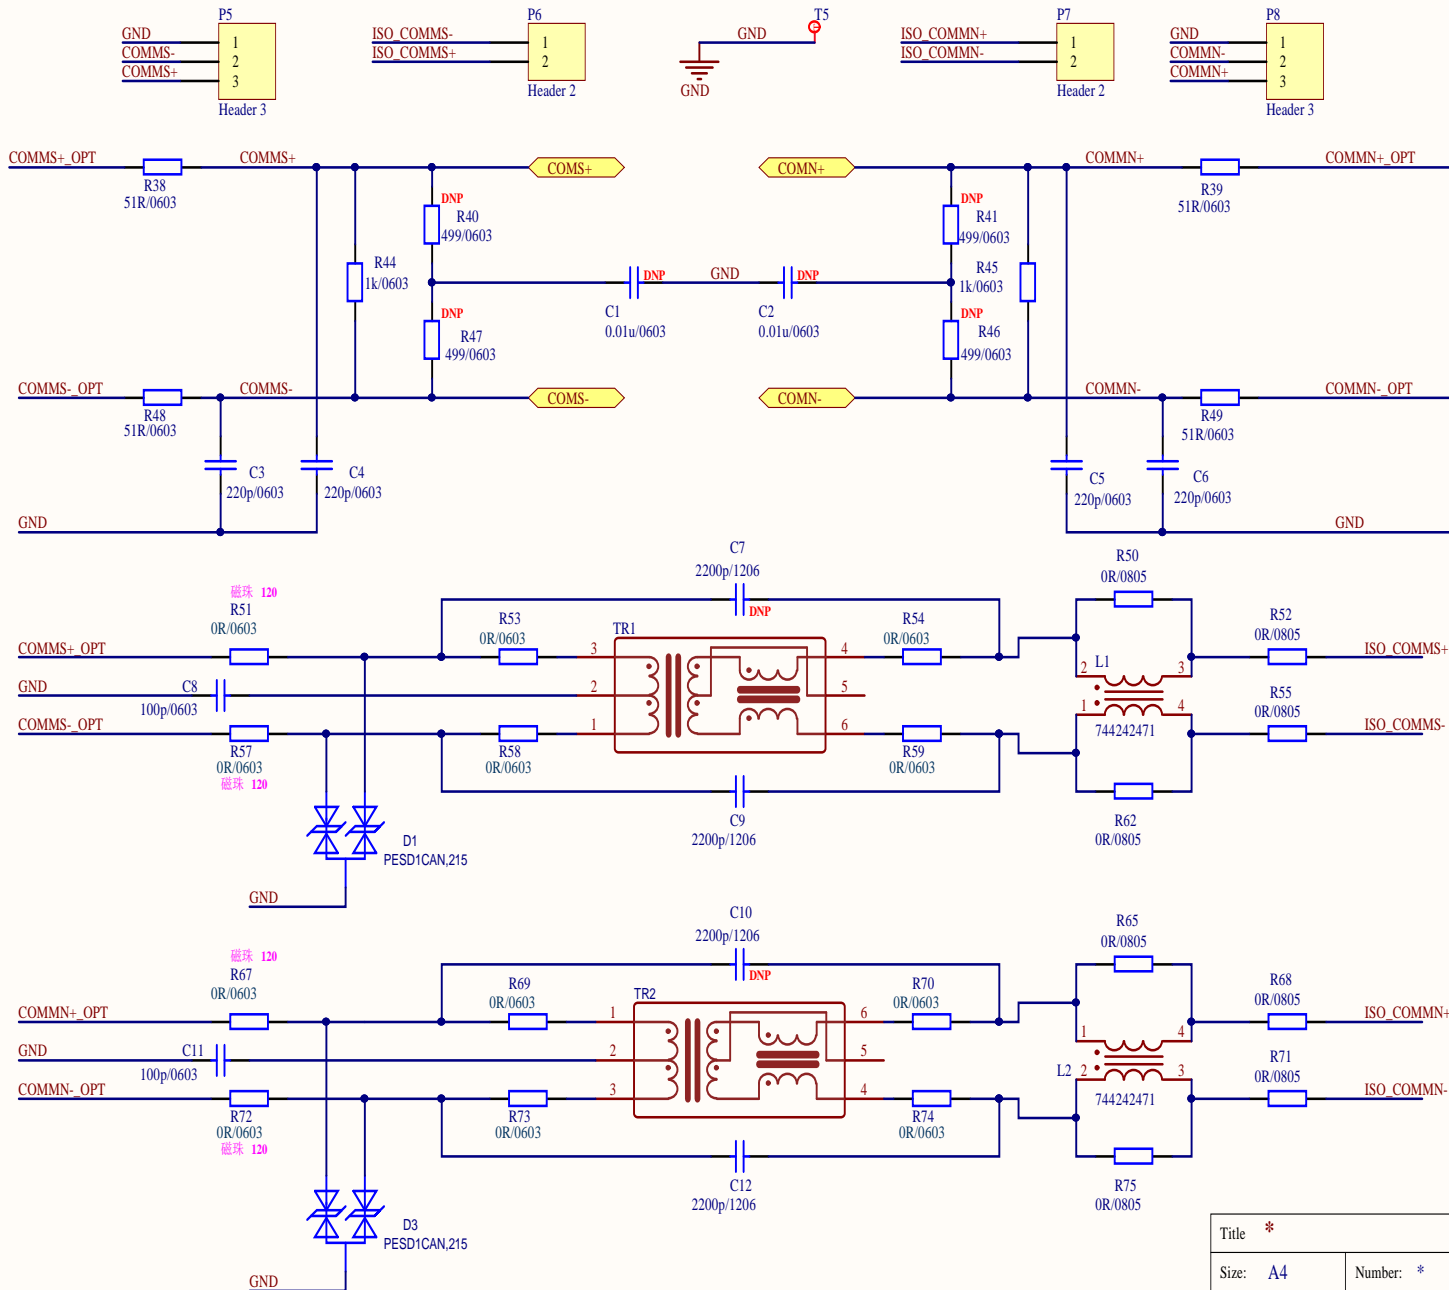 P5
GND 1
COMMS- 2
COMMS+ 3
Header 3
P6
ISO_COMMS- 1
ISO_COMMS+ 2
Header 2
T5
GND
GND
P7
ISO_COMMN+ 1
ISO_COMMN- 2
Header 2
P8
GND 1
COMMN- 2
COMMN+ 3
Header 3
COMMS+_OPT
R38
51R/0603
COMMS+
COMS+
COMN+
COMMN+
R39
51R/0603
COMMN+_OPT
DNP
R40
499/0603
R44
1k/0603
DNP
R47
499/0603
DNP
C1
0.01u/0603
GND
DNP
C2
0.01u/0603
DNP
R41
499/0603
R45
1k/0603
DNP
R46
499/0603
COMMS-_OPT
R48
51R/0603
COMMS-
COMS-
COMN-
COMMN-
R49
51R/0603
COMMN-_OPT
C3
220p/0603
C4
220p/0603
C5
220p/0603
C6
220p/0603
GND
GND
C7
2200p/1206
DNP
R50
0R/0805
磁珠 120
R51
0R/0603
R53
0R/0603
TR1
R54
0R/0603
R52
0R/0805
COMMS+_OPT
3
4
2
L1
3
ISO_COMMS+
GND
C8
100p/0603
2
5
R55
0R/0805
COMMS-_OPT
1
6
1
4
744242471
ISO_COMMS-
R57
0R/0603
磁珠 120
R58
0R/0603
R59
0R/0603
C9
2200p/1206
R62
0R/0805
D1
PESD1CAN,215
GND
C10
2200p/1206
DNP
R65
0R/0805
磁珠 120
R67
0R/0603
R69
0R/0603
TR2
R70
0R/0603
R68
0R/0805
COMMN+_OPT
1
6
1
4
ISO_COMMN+
GND
C11
100p/0603
2
5
L2
2
3
R71
0R/0805
COMMN-_OPT
3
4
744242471
ISO_COMMN-
R72
0R/0603
磁珠 120
R73
0R/0603
R74
0R/0603
C12
2200p/1206
R75
0R/0805
D3
PESD1CAN,215
GND
Title *
Size: A4 Number: *